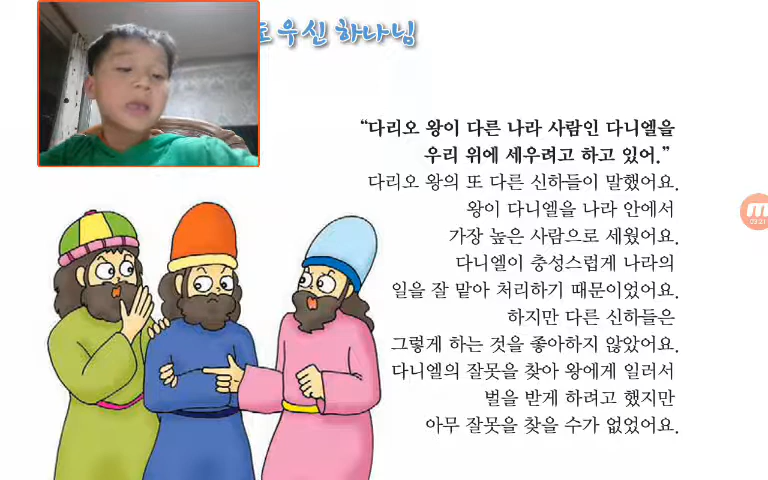 우신 하나님
“다리오 왕이 다른 나라 사람인 다니엘을
우리 위에 세우려고 하고 있어.”
다리오 왕의 또 다른 신하들이 말했어요.
왕이 다니엘을 나라 안에서
가장 높은 사람으로 세웠어요.
다니엘이 충성스럽게 나라의
일을 잘 맡아 처리하기 때문이었어요.
하지만 다른 신하들은
그렇게 하는 것을 좋아하지 않았어요.
다니엘의 잘못을 찾아 왕에게 일러서
벌을 받게 하려고 했지만
아무 잘못을 찾을 수가 없었어요.